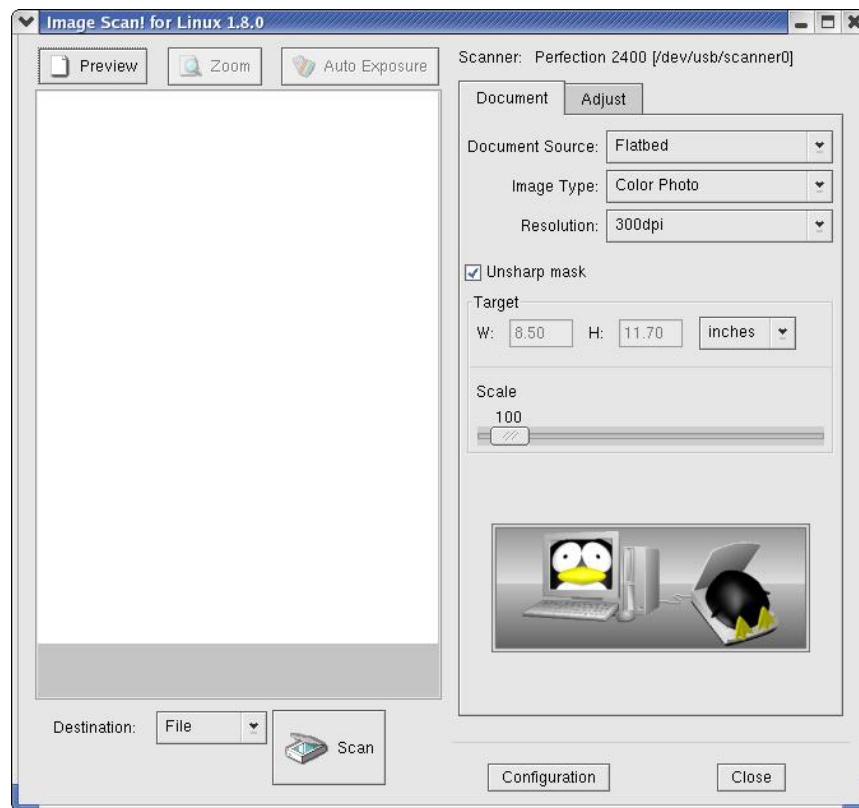 Image Scan! for Linux 1.8.0
Preview
Zoom
Auto Exposure
Scanner: Perfection 2400 [/dev/usb/scanner0]
Document
Adjust
Document Source: Flatbed
Image Type: Color Photo
Resolution: 300dpi
Unsharp mask
Target
W: 8.50 H: 11.70 inches
Scale
100
Destination: File
Scan
Configuration
Close